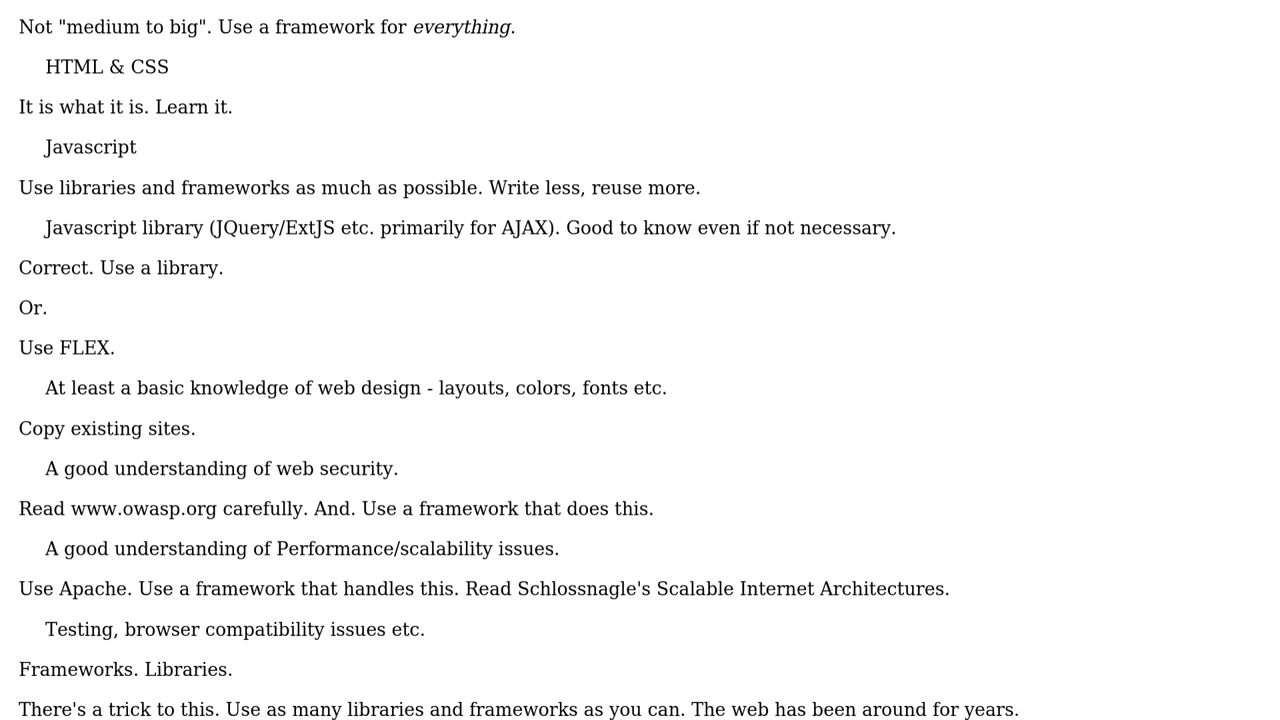 Not "medium to big". Use a framework for everything.
HTML & CSS
It is what it is. Learn it.
Javascript
Use libraries and frameworks as much as possible. Write less, reuse more.
Javascript library (JQuery/ExtJS etc. primarily for AJAX). Good to know even if not necessary.
Correct. Use a library.
Or.
Use FLEX.
At least a basic knowledge of web design - layouts, colors, fonts etc.
Copy existing sites.
A good understanding of web security.
Read www.owasp.org carefully. And. Use a framework that does this.
A good understanding of Performance/scalability issues.
Use Apache. Use a framework that handles this. Read Schlossnagle's Scalable Internet Architectures.
Testing, browser compatibility issues etc.
Frameworks. Libraries.
There's a trick to this. Use as many libraries and frameworks as you can. The web has been around for years.